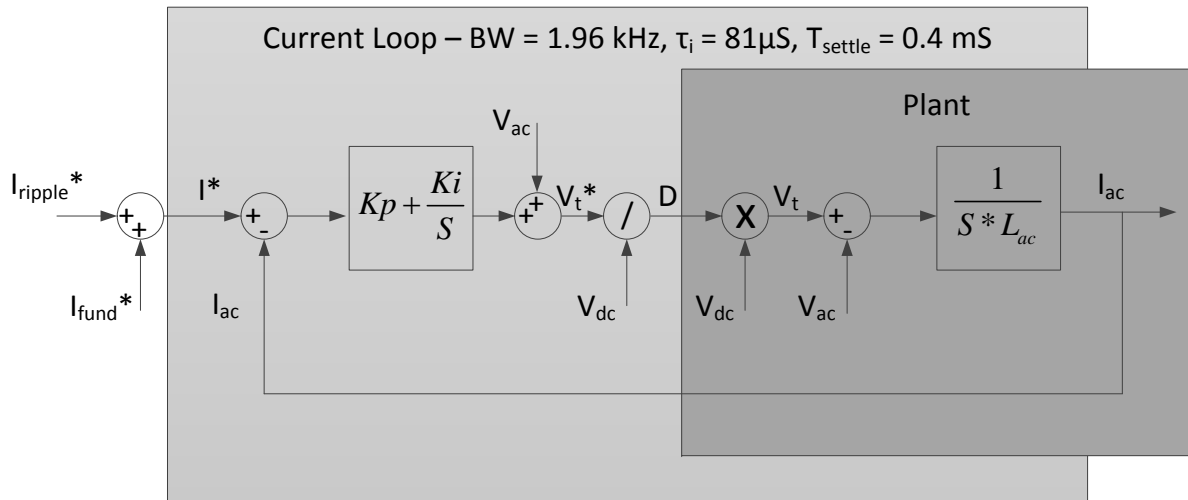 Current Loop – BW = 1.96 kHz, τi = 81µS, Tsettle = 0.4 mS
Plant
Vac
Iripple*
I*
+
+
+
-
Kp + Ki/S
+
+
Vt*
/
D
X
Vt
+
-
1/(S * Lac)
Iac
Ifund*
Iac
Vdc
Vdc
Vac